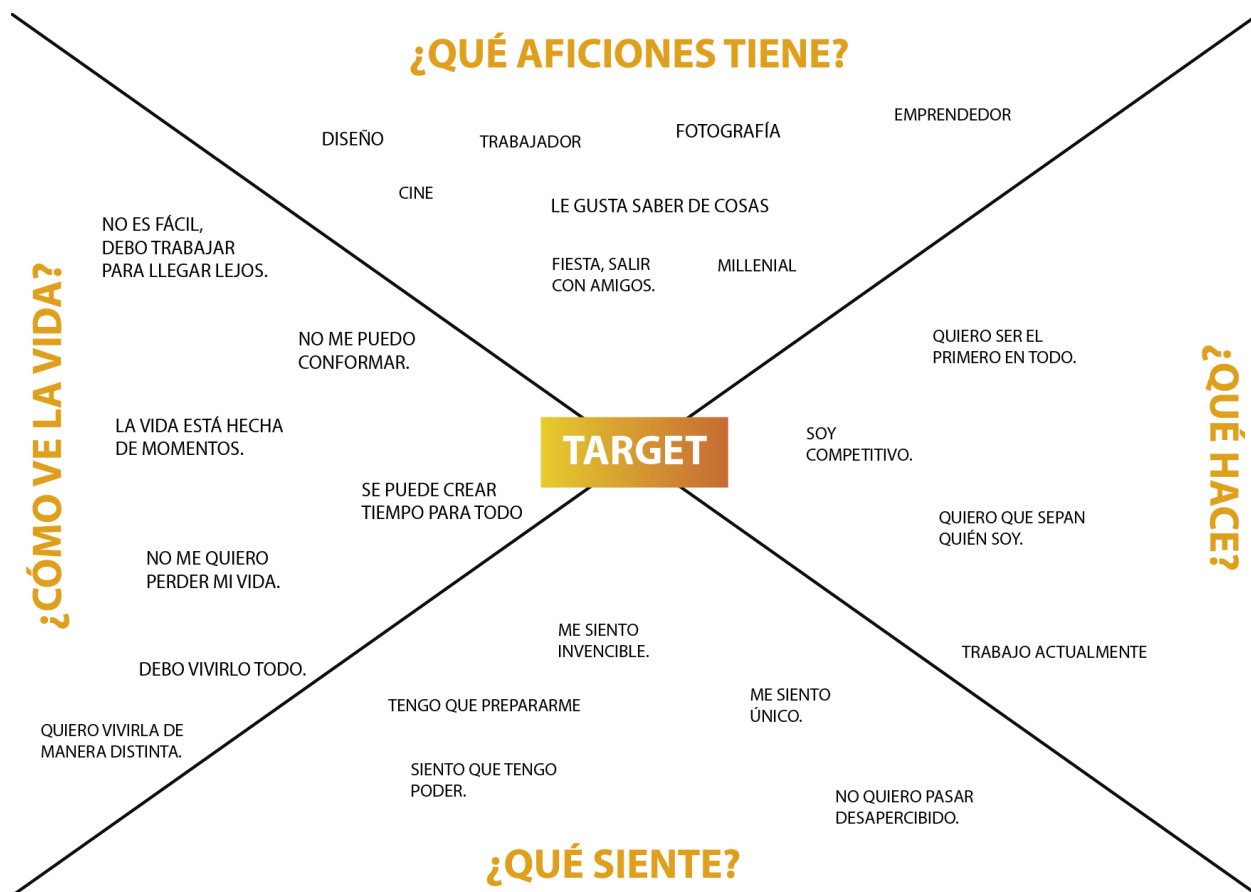 ¿QUÉ AFICIONES TIENE?
DISEÑO
TRABAJADOR
FOTOGRAFÍA
EMPRENDEDOR
CINE
LE GUSTA SABER DE COSAS
FIESTA, SALIR
CON AMIGOS.
MILLENIAL
¿CÓMO VE LA VIDA?
NO ES FÁCIL,
DEBO TRABAJAR
PARA LLEGAR LEJOS.
NO ME PUEDO
CONFORMAR.
LA VIDA ESTÁ HECHA
DE MOMENTOS.
SE PUEDE CREAR
TIEMPO PARA TODO
NO ME QUIERO
PERDER MI VIDA.
DEBO VIVIRLO TODO.
QUIERO VIVIRLA DE
MANERA DISTINTA.
TARGET
¿QUÉ HACE?
QUIERO SER EL
PRIMERO EN TODO.
SOY
COMPETITIVO.
QUIERO QUE SEPAN
QUIÉN SOY.
TRABAJO ACTUALMENTE
ME SIENTO
INVENCIBLE.
TENGO QUE PREPARARME
ME SIENTO
ÚNICO.
SIENTO QUE TENGO
PODER.
NO QUIERO PASAR
DESAPERCIBIDO.
¿QUÉ SIENTE?